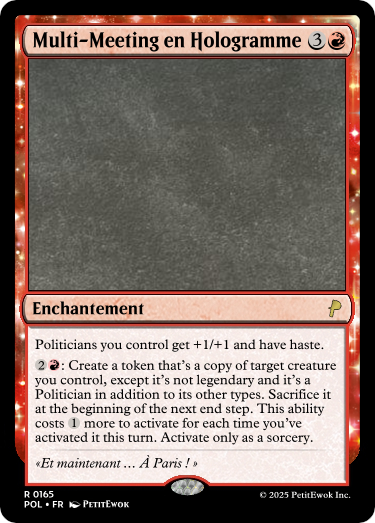 Multi-Meeting en Hologramme 3
Enchantement
Politicians you control get +1/+1 and have haste.
2 : Create a token that's a copy of target creature
you control, except it's not legendary and it's a
Politician in addition to its other types. Sacrifice it
at the beginning of the next end step. This ability
costs 1 more to activate for each time you've
activated it this turn. Activate only as a sorcery.
«Et maintenant … À Paris ! »
R 0165
POL • FR PetitEwok
© 2025 PetitEwok Inc.